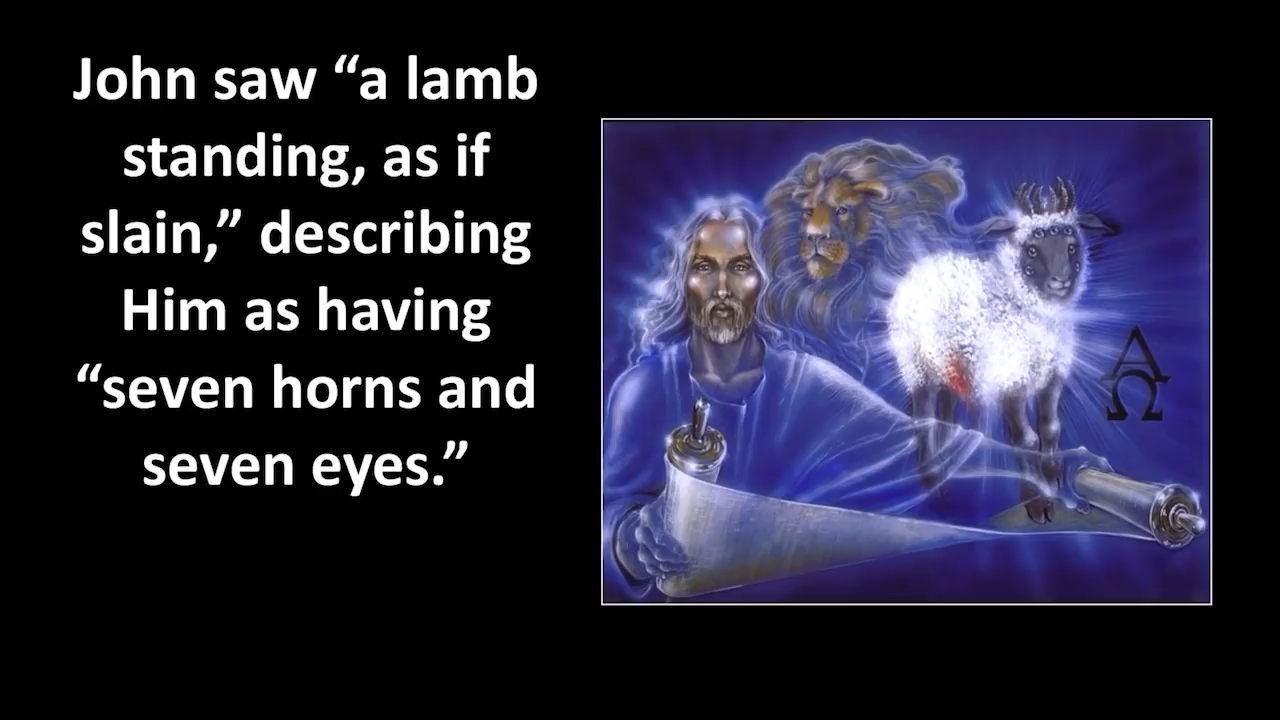 John saw “a lamb
standing, as if
slain,” describing
Him as having
“seven horns and
seven eyes.”
Α
Ω